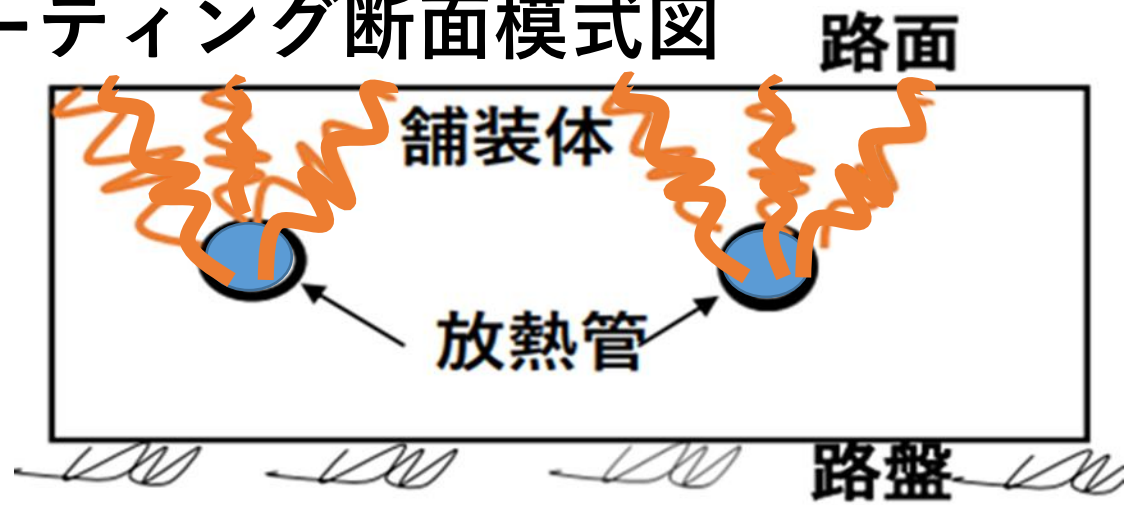 ーティング断面模式図
路面
舗装体
放熱管
路盤